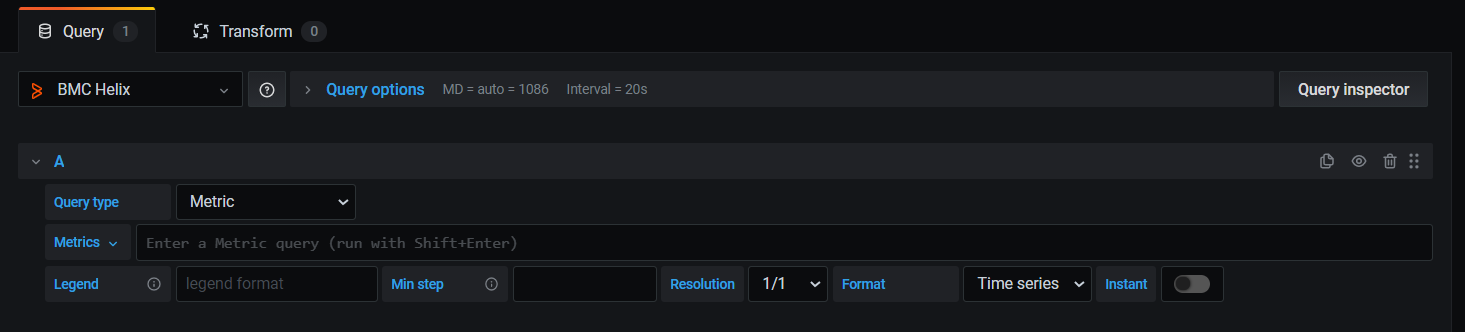 Query 1 Transform 0
BMC Helix Query options MD = auto = 1086 Interval = 20s Query inspector
A
Query type Metric
Metrics Enter a Metric query (run with Shift+Enter)
Legend legend format Min step Resolution 1/1 Format Time series Instant